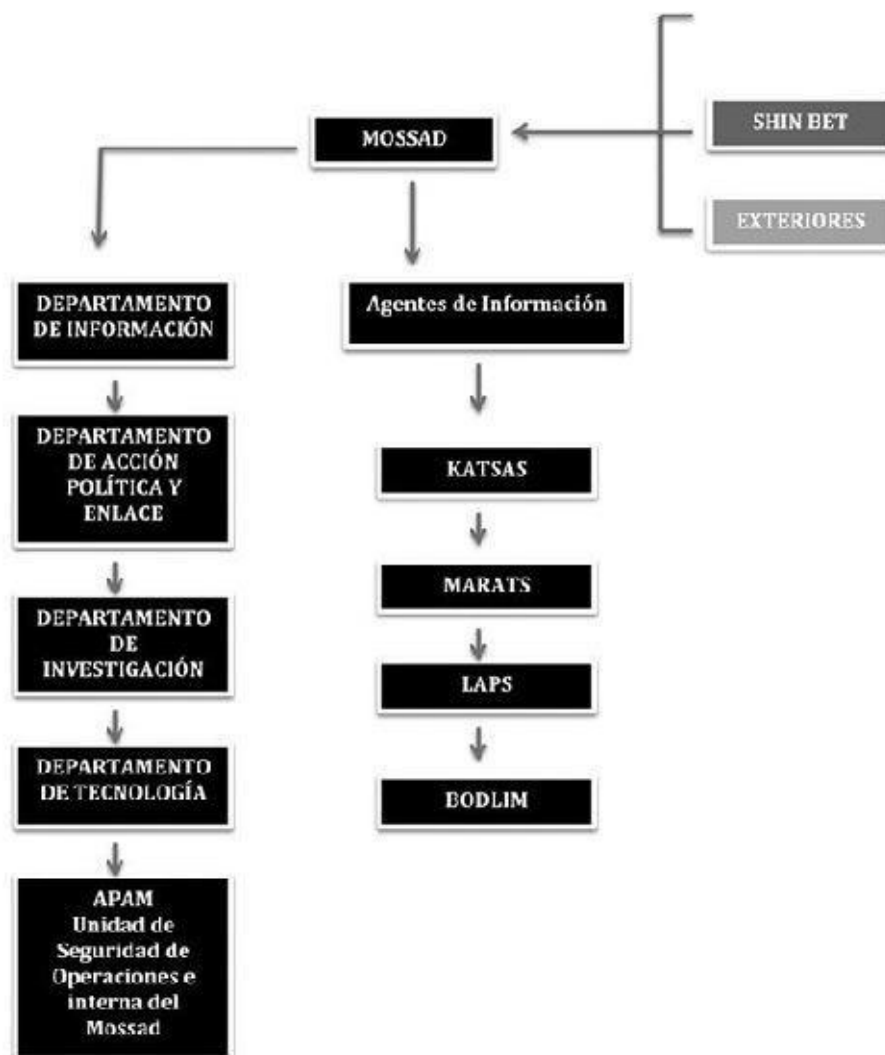 MOSSAD
SHIN BET
EXTERIORES
DEPARTAMENTO
DE INFORMACIÓN
DEPARTAMENTO
DE ACCIÓN
POLÍTICA Y
ENLACE
DEPARTAMENTO
DE
INVESTIGACIÓN
DEPARTAMENTO
DE TECNOLOGÍA
APAM
Unidad de
Seguridad de
Operaciones e
interna del
Mossad
Agentes de Información
KATSAS
MARATS
LAPS
BODLIM